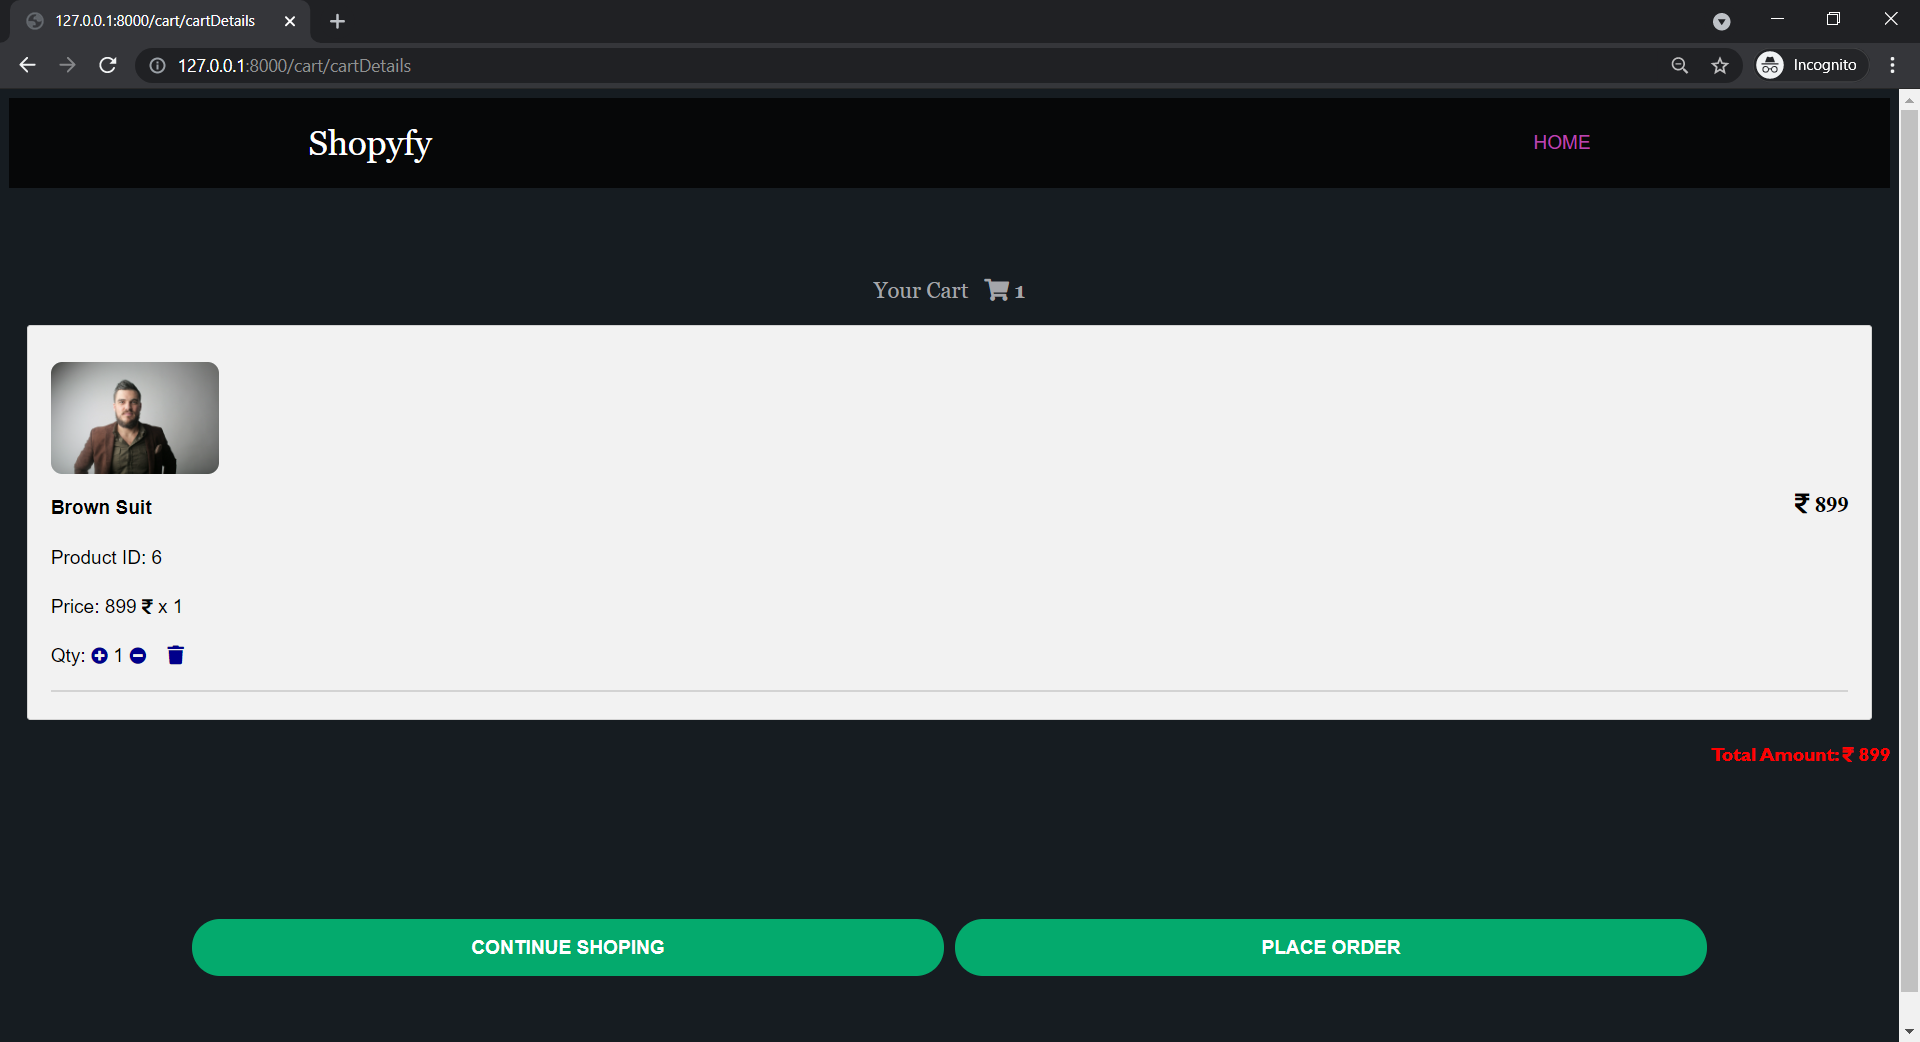 127.0.0.1:8000/cart/cartDetails
127.0.0.1:8000/cart/cartDetails
Incognito
Shopyfy
HOME
Your Cart 1
Brown Suit
₹ 899
Product ID: 6
Price: 899 ₹ x 1
Qty: 1
Total Amount: ₹ 899
CONTINUE SHOPING
PLACE ORDER